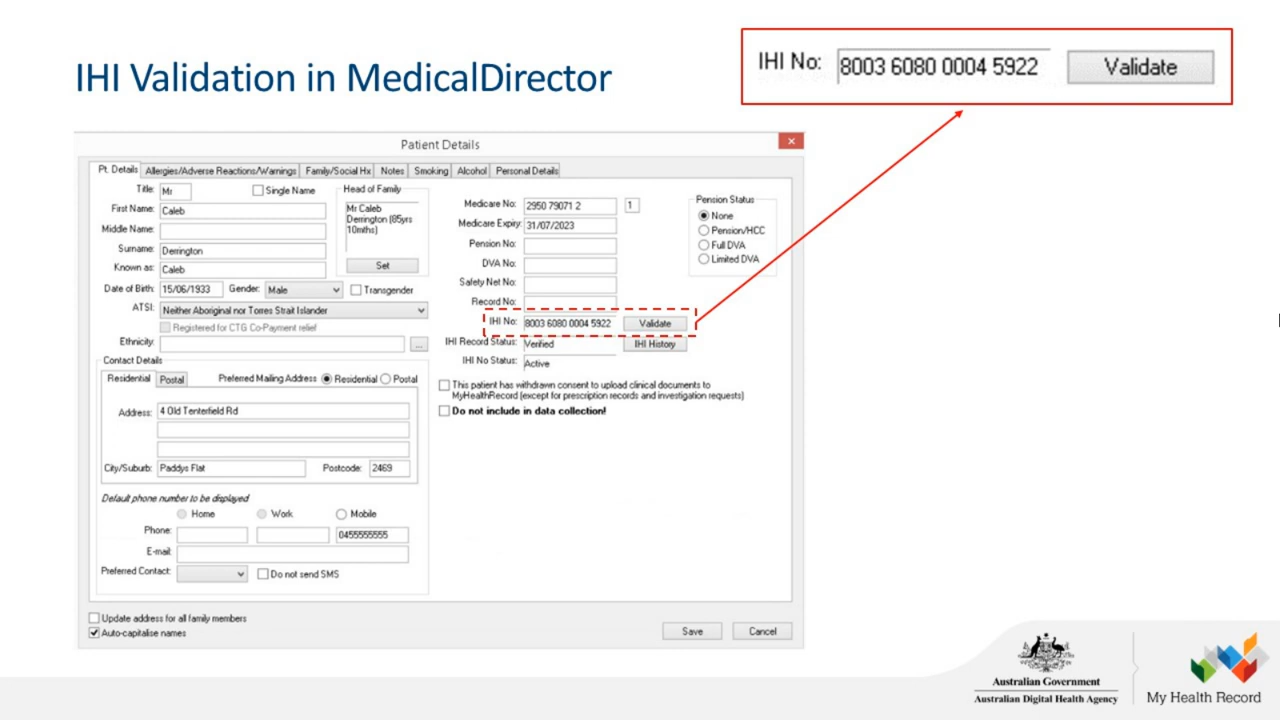 IHI Validation in MedicalDirector
IHI No: 8003 6080 0004 5922 Validate
Patient Details
Pt. Details Allergies/Adverse Reactions/Warnings Family/Social Hx Notes Smoking Alcohol Personal Details
Title: Mr Single Name
First Name: Caleb
Middle Name:
Surname: Derrington
Known as: Caleb
Head of Family
Mr Caleb
Derrington (85yrs
10mths)
Set
Date of Birth: 15/06/1933 Gender: Male Transgender
ATSI: Neither Aboriginal nor Torres Strait Islander
Registered for CTG Co-Payment relief
Ethnicity: ...
Contact Details
Residential Postal Preferred Mailing Address Residential Postal
Address: 4 Old Tenterfield Rd
City/Suburb: Paddys Flat Postcode: 2469
Default phone number to be displayed
Home Work Mobile
Phone: 0455555555
E-mail:
Preferred Contact: Do not send SMS
Medicare No: 2950 79071 2 1
Medicare Expiry: 31/07/2023
Pension No:
DVA No:
Safety Net No:
Record No:
IHI No: 8003 6080 0004 5922 Validate
IHI Record Status: Verified IHI History
IHI No Status: Active
Pension Status
None
Pension/HCC
Full DVA
Limited DVA
This patient has withdrawn consent to upload clinical documents to
MyHealthRecord (except for prescription records and investigation requests)
Do not include in data collection!
Update address for all family members
Auto-capitalise names
Save Cancel
Australian Government
Australian Digital Health Agency
My Health Record